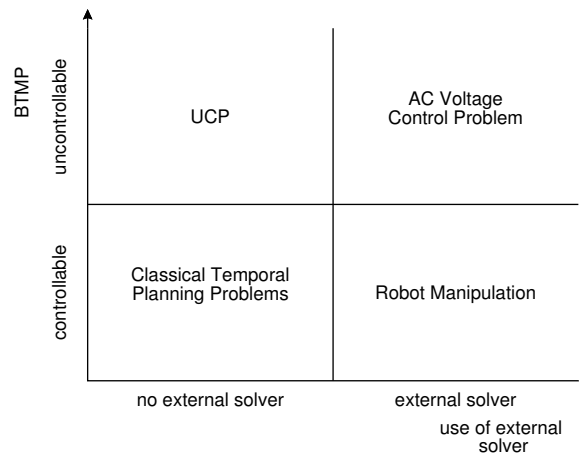 BTMP
uncontrollable
controllable
UCP
AC Voltage
Control Problem
Classical Temporal
Planning Problems
Robot Manipulation
no external solver
external solver
use of external
solver